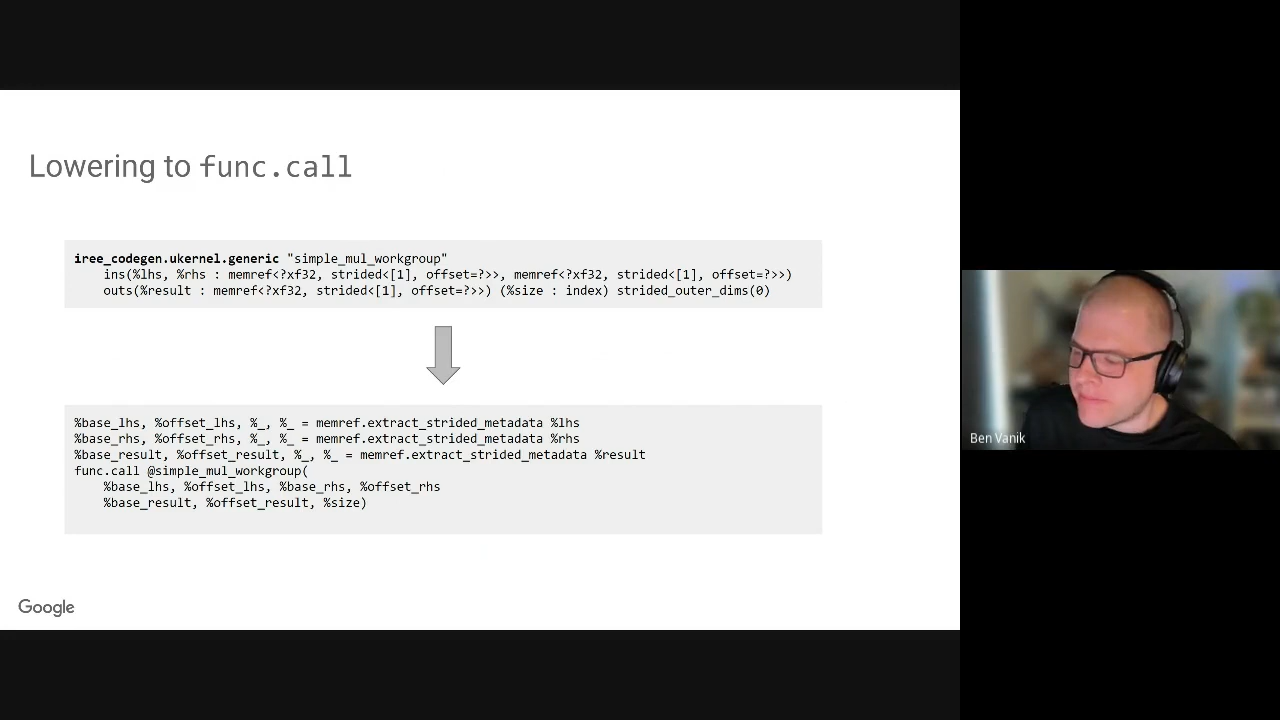 Lowering to func.call
iree_codegen.ukernel.generic "simple_mul_workgroup"
ins(%lhs, %rhs : memref<?xf32, strided<[1], offset=?>>, memref<?xf32, strided<[1], offset=?>>)
outs(%result : memref<?xf32, strided<[1], offset=?>>) (%size : index) strided_outer_dims(0)
%base_lhs, %offset_lhs, %_, %_ = memref.extract_strided_metadata %lhs
%base_rhs, %offset_rhs, %_, %_ = memref.extract_strided_metadata %rhs
%base_result, %offset_result, %_, %_ = memref.extract_strided_metadata %result
func.call @simple_mul_workgroup(
%base_lhs, %offset_lhs, %base_rhs, %offset_rhs
%base_result, %offset_result, %size)
Google
Ben Vanik